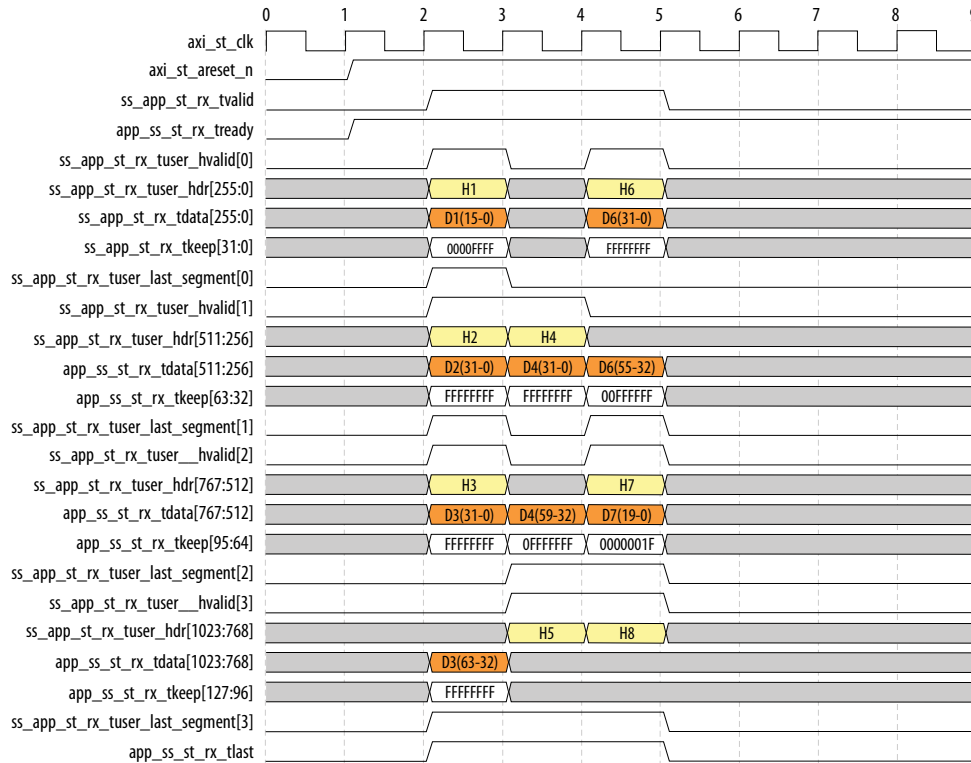 0 1 2 3 4 5 6 7 8 9
axi_st_clk
axi_st_areset_n
ss_app_st_rx_tvalid
app_ss_st_rx_tready
ss_app_st_rx_tuser_hvalid[0]
ss_app_st_rx_tuser_hdr[255:0] H1 H6
ss_app_st_rx_tdata[255:0] D1(15-0) D6(31-0)
ss_app_st_rx_tkeep[31:0] 0000FFFF FFFFFFFF
ss_app_st_rx_tuser_last_segment[0]
ss_app_st_rx_tuser_hvalid[1]
ss_app_st_rx_tuser_hdr[511:256] H2 H4
app_ss_st_rx_tdata[511:256] D2(31-0) D4(31-0) D6(55-32)
app_ss_st_rx_tkeep[63:32] FFFFFFFF FFFFFFFF 00FFFFFF
ss_app_st_rx_tuser_last_segment[1]
ss_app_st_rx_tuser__hvalid[2]
ss_app_st_rx_tuser_hdr[767:512] H3 H7
app_ss_st_rx_tdata[767:512] D3(31-0) D4(59-32) D7(19-0)
app_ss_st_rx_tkeep[95:64] FFFFFFFF 0FFFFFFF 0000001F
ss_app_st_rx_tuser_last_segment[2]
ss_app_st_rx_tuser__hvalid[3]
ss_app_st_rx_tuser_hdr[1023:768] H5 H8
app_ss_st_rx_tdata[1023:768] D3(63-32)
app_ss_st_rx_tkeep[127:96] FFFFFFFF
ss_app_st_rx_tuser_last_segment[3]
app_ss_st_rx_tlast